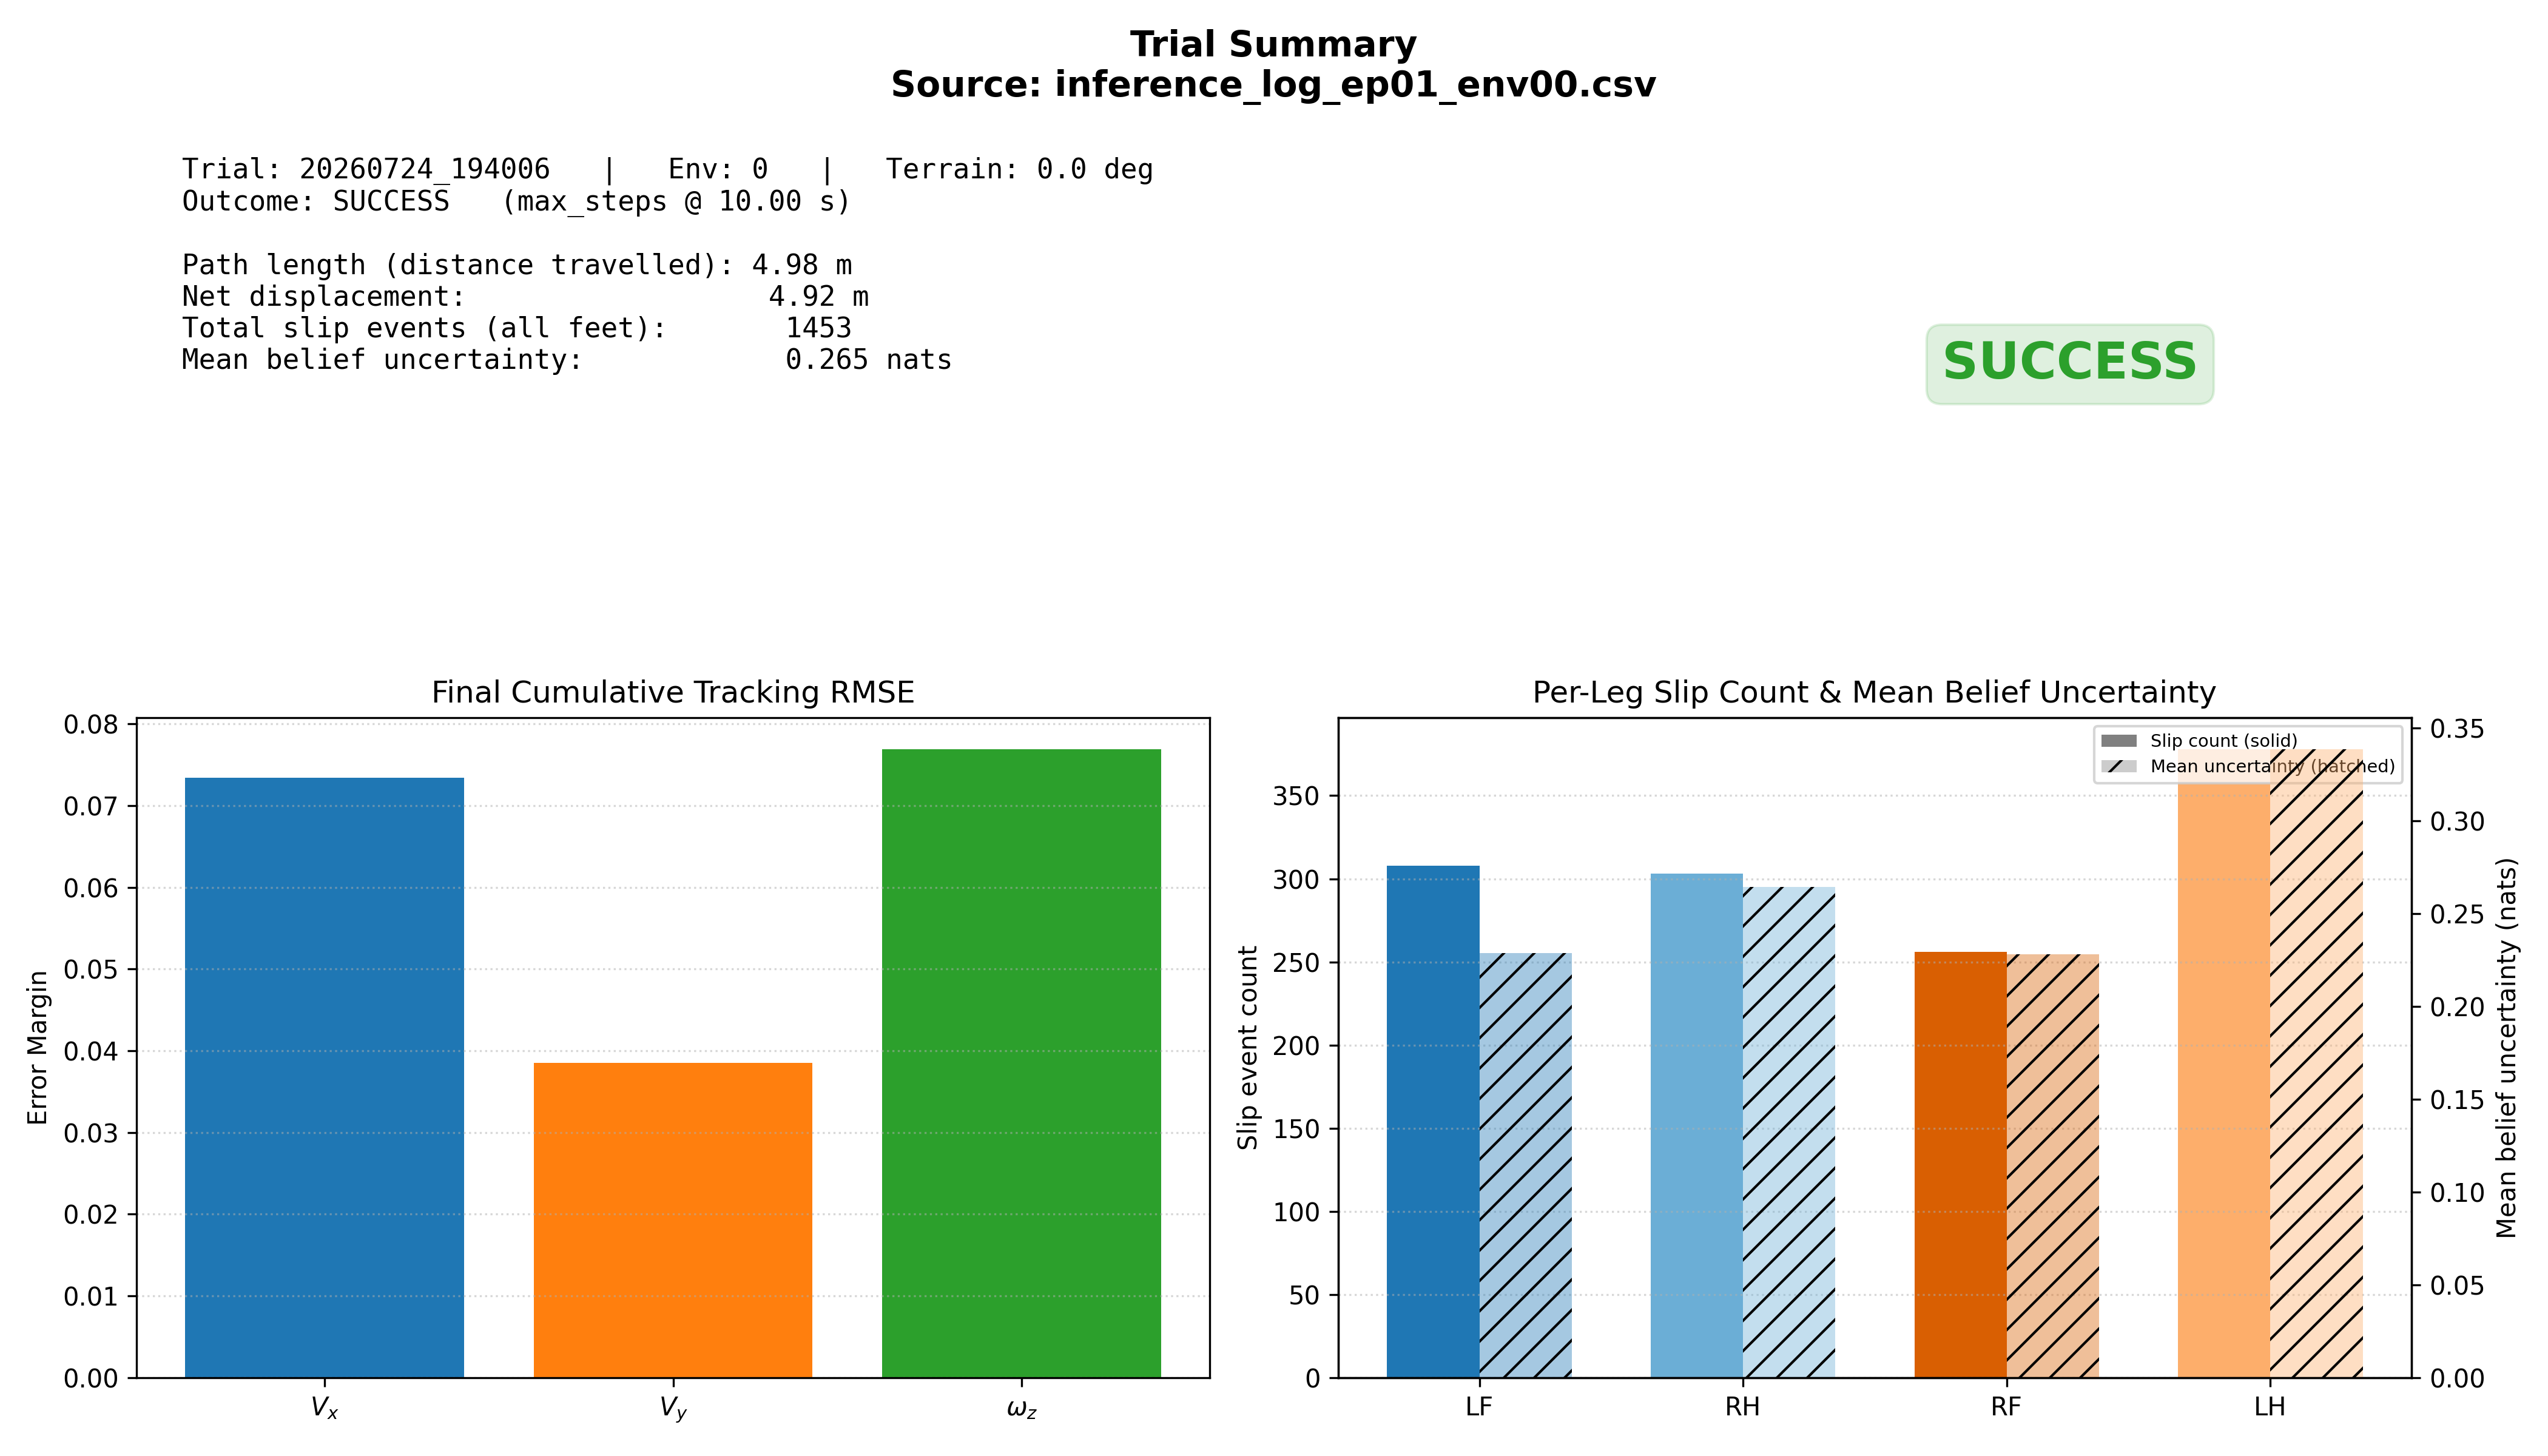 Trial Summary
Source: inference_log_ep01_env00.csv
Trial: 20260724_194006   |   Env: 0   |   Terrain: 0.0 deg
Outcome: SUCCESS   (max_steps @ 10.00 s)
Path length (distance travelled): 4.98 m
Net displacement:                  4.92 m
Total slip events (all feet):       1453
Mean belief uncertainty:            0.265 nats
SUCCESS
Final Cumulative Tracking RMSE
0.08
0.07
0.06
0.05
0.04
0.03
0.02
0.01
0.00
Error Margin
Vx
Vy
ωz
Per-Leg Slip Count & Mean Belief Uncertainty
Slip count (solid)
Mean uncertainty (hatched)
350
300
250
200
150
100
50
0
Slip event count
LF
RH
RF
LH
0.35
0.30
0.25
0.20
0.15
0.10
0.05
0.00
Mean belief uncertainty (nats)